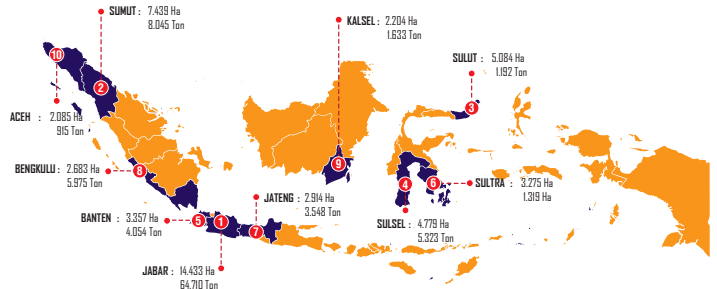 SUMUT : 7.439 Ha
8.045 Ton
KALSEL : 2.204 Ha
1.633 Ton
SULUT : 5.084 Ha
1.192 Ton
10
2
3
ACEH : 2.085 Ha
915 Ton
BENGKULU : 2.683 Ha
5.975 Ton
8
9
4
6
SULTRA : 3.275 Ha
1.319 Ton
JATENG : 2.914 Ha
3.548 Ton
BANTEN : 3.357 Ha
4.054 Ton
5
1
7
SULSEL : 4.779 Ha
5.323 Ton
JABAR : 14.433 Ha
64.710 Ton